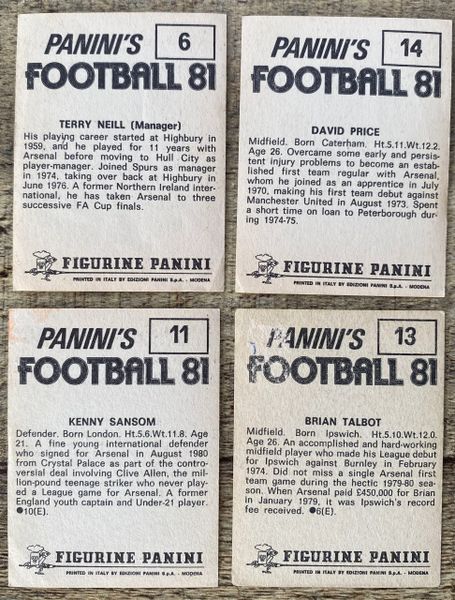 PANINI'S 6
FOOTBALL 81
TERRY NEILL (Manager)
His playing career started at Highbury in
1959, and he played for 11 years with
Arsenal before moving to Hull City as
player-manager. Joined Spurs as manager
in 1974, taking over back at Highbury in
June 1976. A former Northern Ireland inter-
national, he has taken Arsenal to three
successive FA Cup finals.
FIGURINE PANINI
PRINTED IN ITALY BY EDIZIONI PANINI S.p.A. - MODENA
PANINI'S 14
FOOTBALL 81
DAVID PRICE
Midfield. Born Caterham. Ht.5.11.Wt.12.2.
Age 26. Overcame some early and persis-
tent injury problems to become an estab-
lished first team regular with Arsenal,
whom he joined as an apprentice in July
1970, making his first team debut against
Manchester United in August 1973. Spent
a short time on loan to Peterborough dur-
ing 1974-75.
FIGURINE PANINI
PRINTED IN ITALY BY EDIZIONI PANINI S.p.A. - MODENA
PANINI'S 11
FOOTBALL 81
KENNY SANSOM
Defender. Born London. Ht.5.6.Wt.11.8. Age
21. A fine young international defender
who signed for Arsenal in August 1980
from Crystal Palace as part of the contro-
versial deal involving Clive Allen, the mil-
lion-pound teenage striker who never play-
ed a League game for Arsenal. A former
England youth captain and Under-21 player.
●10(E).
FIGURINE PANINI
PRINTED IN ITALY BY EDIZIONI PANINI S.p.A. - MODENA
PANINI'S 13
FOOTBALL 81
BRIAN TALBOT
Midfield. Born Ipswich. Ht.5.10.Wt.12.0.
Age 26. An accomplished and hard-working
midfield player who made his League debut
for Ipswich against Burnley in February
1974. Did not miss a single Arsenal first
team game during the hectic 1979-80 sea-
son. When Arsenal paid £450,000 for Brian
in January 1979, it was Ipswich's record
fee received. ●6(E).
FIGURINE PANINI
PRINTED IN ITALY BY EDIZIONI PANINI S.p.A. - MODENA